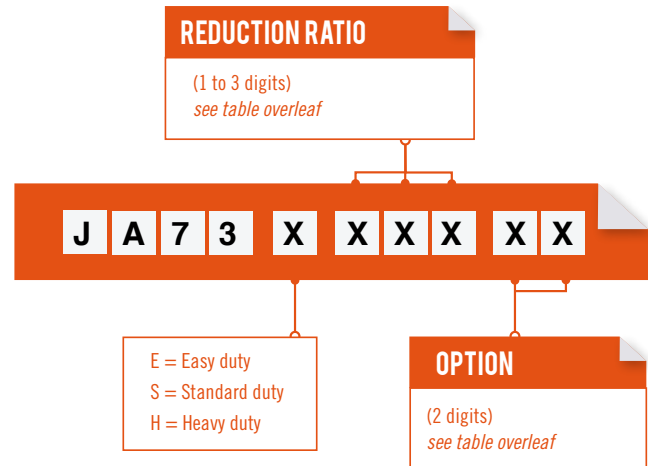 REDUCTION RATIO
(1 to 3 digits)
see table overleaf
J A 7 3 X X X X X X
E = Easy duty
S = Standard duty
H = Heavy duty
OPTION
(2 digits)
see table overleaf